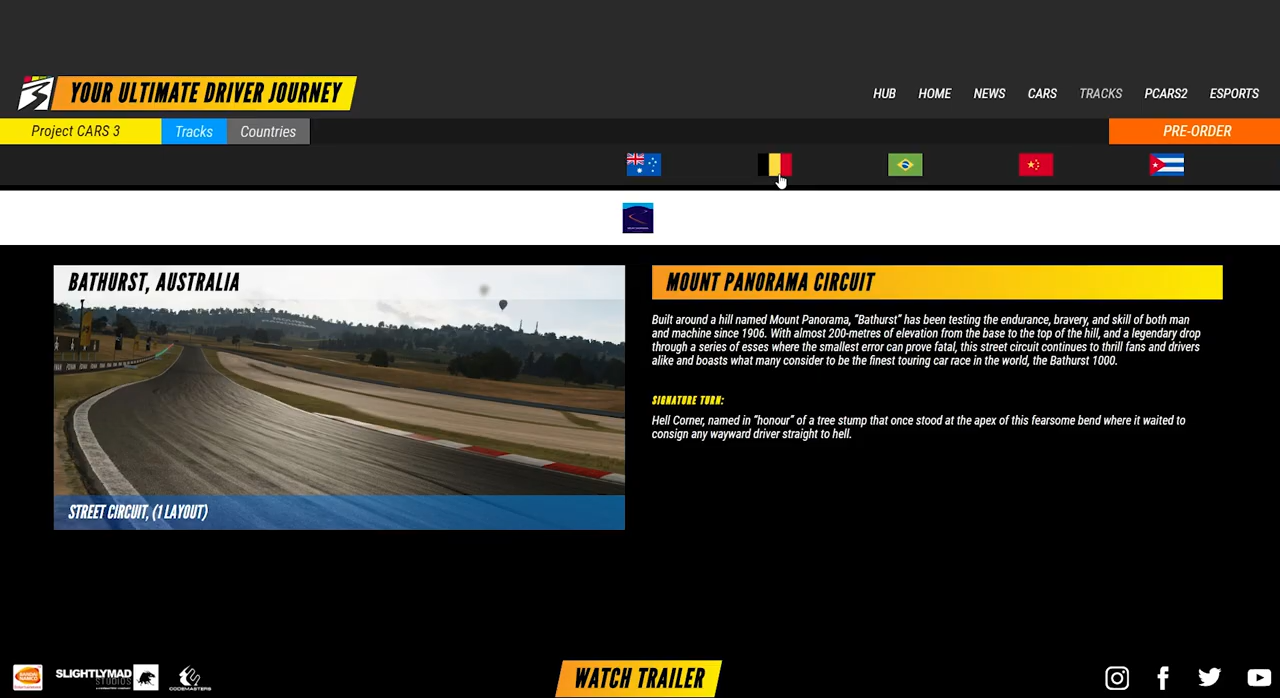 YOUR ULTIMATE DRIVER JOURNEY
HUB HOME NEWS CARS TRACKS PCARS2 ESPORTS
Project CARS 3 Tracks Countries PRE-ORDER
BATHURST, AUSTRALIA
STREET CIRCUIT, (1 LAYOUT)
MOUNT PANORAMA CIRCUIT
Built around a hill named Mount Panorama, "Bathurst" has been testing the endurance, bravery, and skill of both man
and machine since 1906. With almost 200-metres of elevation from the base to the top of the hill, and a legendary drop
through a series of esses where the smallest error can prove fatal, this street circuit continues to thrill fans and drivers
alike and boasts what many consider to be the finest touring car race in the world, the Bathurst 1000.
SIGNATURE TURN:
Hell Corner, named in "honour" of a tree stump that once stood at the apex of this fearsome bend where it waited to
consign any wayward driver straight to hell.
SLIGHTLYMAD
STUDIOS
CODEMASTERS
WATCH TRAILER